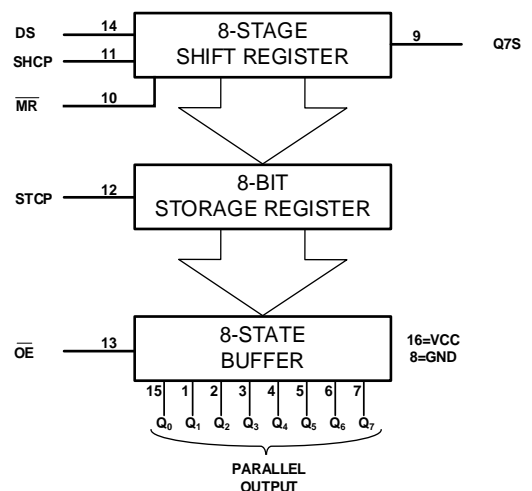 DS 14 8-STAGE 9 Q7S
SHCP 11 SHIFT REGISTER
MR 10
STCP 12 8-BIT
STORAGE REGISTER
OE 13 8-STATE
BUFFER
16=VCC
8=GND
15 1 2 3 4 5 6 7
Q0 Q1 Q2 Q3 Q4 Q5 Q6 Q7
PARALLEL
OUTPUT